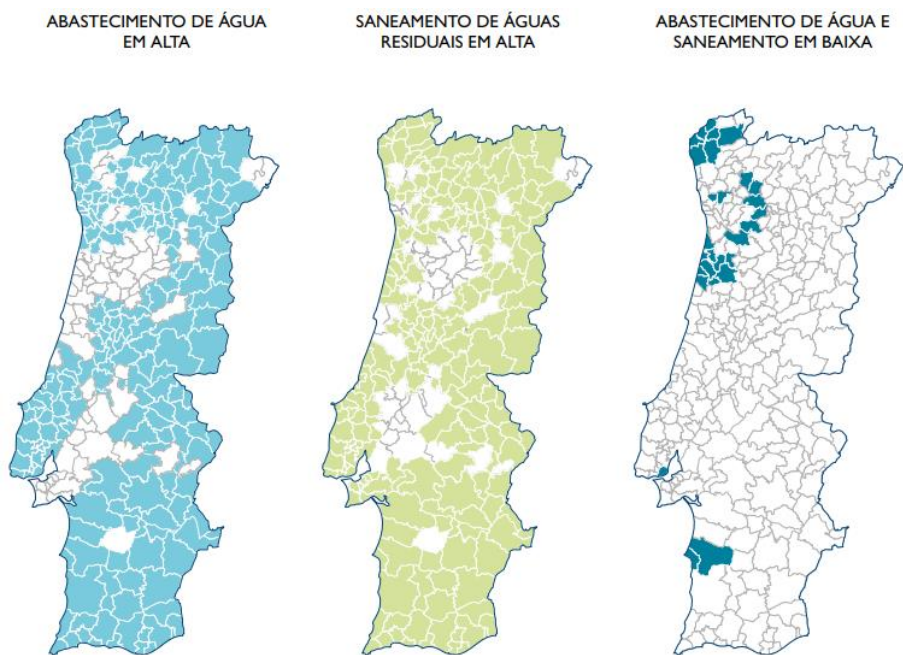 ABASTECIMENTO DE ÁGUA
EM ALTA
SANEAMENTO DE ÁGUAS
RESIDUAIS EM ALTA
ABASTECIMENTO DE ÁGUA E
SANEAMENTO EM BAIXA